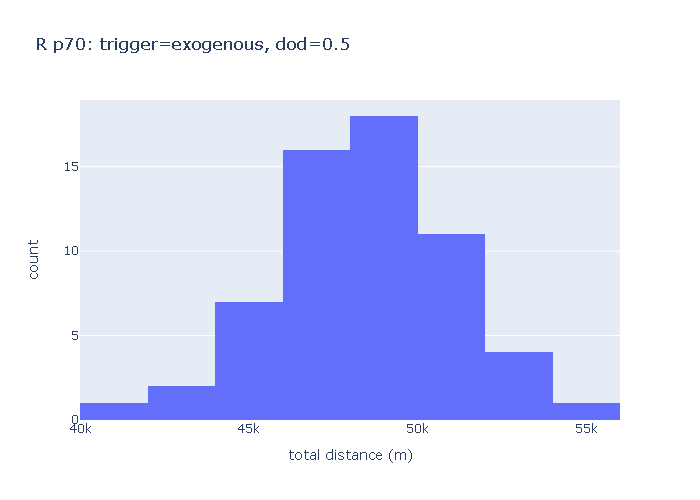 R p70: trigger=exogenous, dod=0.5
15
10
5
0
count
40k
45k
50k
55k
total distance (m)